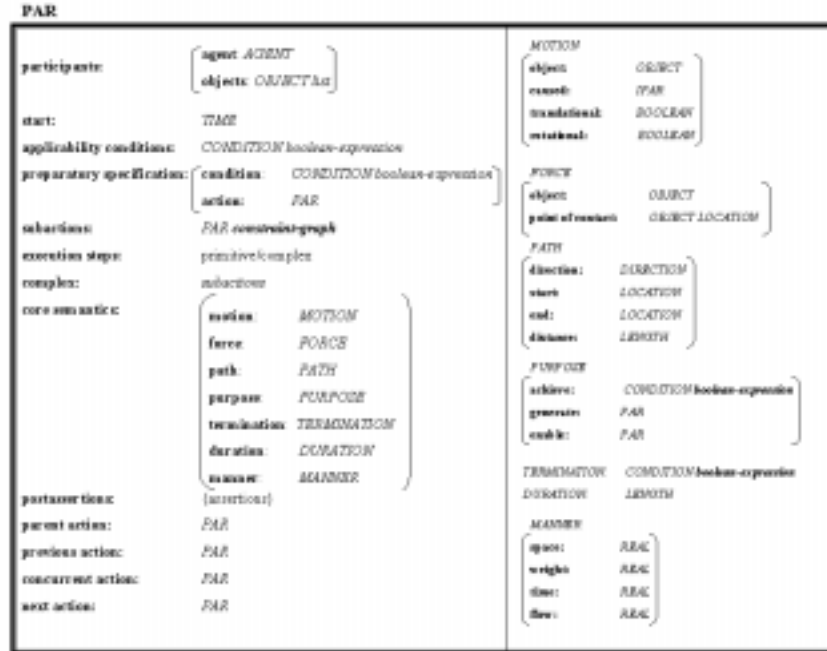 PAR
participants:
agent: AGENT
objects: OBJECT list
start: TIME
applicability conditions: CONDITION boolean-expression
preparatory specification: condition: CONDITION boolean-expression
action: PAR
subactions: PAR constraint-graph
execution steps: primitive/complex
complex: subactions
core semantics:
motion: MOTION
force: FORCE
path: PATH
purpose: PURPOSE
termination: TERMINATION
duration: DURATION
manner: MANNER
postassertions: {assertions}
parent action: PAR
previous action: PAR
concurrent action: PAR
next action: PAR
MOTION
object: OBJECT
caused: IPAR
translational: BOOLEAN
rotational: BOOLEAN
FORCE
object: OBJECT
point of contact: OBJECT LOCATION
PATH
direction: DIRECTION
start: LOCATION
end: LOCATION
distance: LENGTH
PURPOSE
achieve: CONDITION boolean-expression
generate: PAR
enable: PAR
TERMINATION CONDITION boolean-expression
DURATION LENGTH
MANNER
space: REAL
weight: REAL
time: REAL
flow: REAL